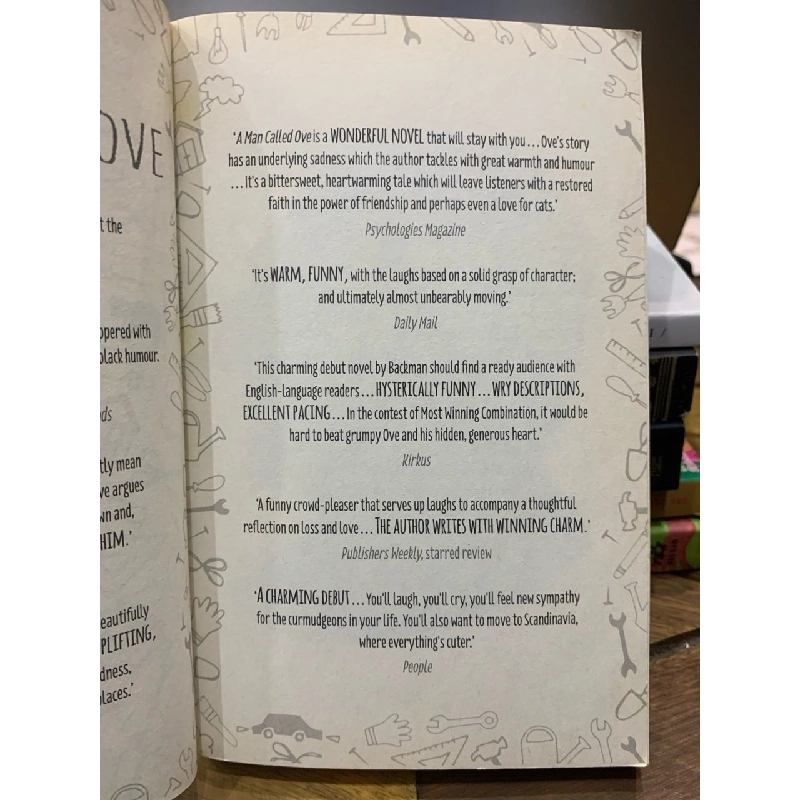 OVE
t the
pered with
lack humour.
ds
tly mean
ve argues
wn and,
HIM.'
eautifully
PLIFTING,
dness,
laces.'
'A Man Called Ove is a WONDERFUL NOVEL that will stay with you... Ove's story
has an underlying sadness which the author tackles with great warmth and humour
...It's a bittersweet, heartwarming tale which will leave listeners with a restored
faith in the power of friendship and perhaps even a love for cats.'
Psychologies Magazine
'It's WARM, FUNNY, with the laughs based on a solid grasp of character;
and ultimately almost unbearably moving.'
Daily Mail
'This charming debut novel by Backman should find a ready audience with
English-language readers... HYSTERICALLY FUNNY... WRY DESCRIPTIONS,
EXCELLENT PACING... In the contest of Most Winning Combination, it would be
hard to beat grumpy Ove and his hidden, generous heart.'
Kirkus
'A funny crowd-pleaser that serves up laughs to accompany a thoughtful
reflection on loss and love... THE AUTHOR WRITES WITH WINNING CHARM.'
Publishers Weekly, starred review
'A CHARMING DEBUT... You'll laugh, you'll cry, you'll feel new sympathy
for the curmudgeons in your life. You'll also want to move to Scandinavia,
where everything's cuter.'
People